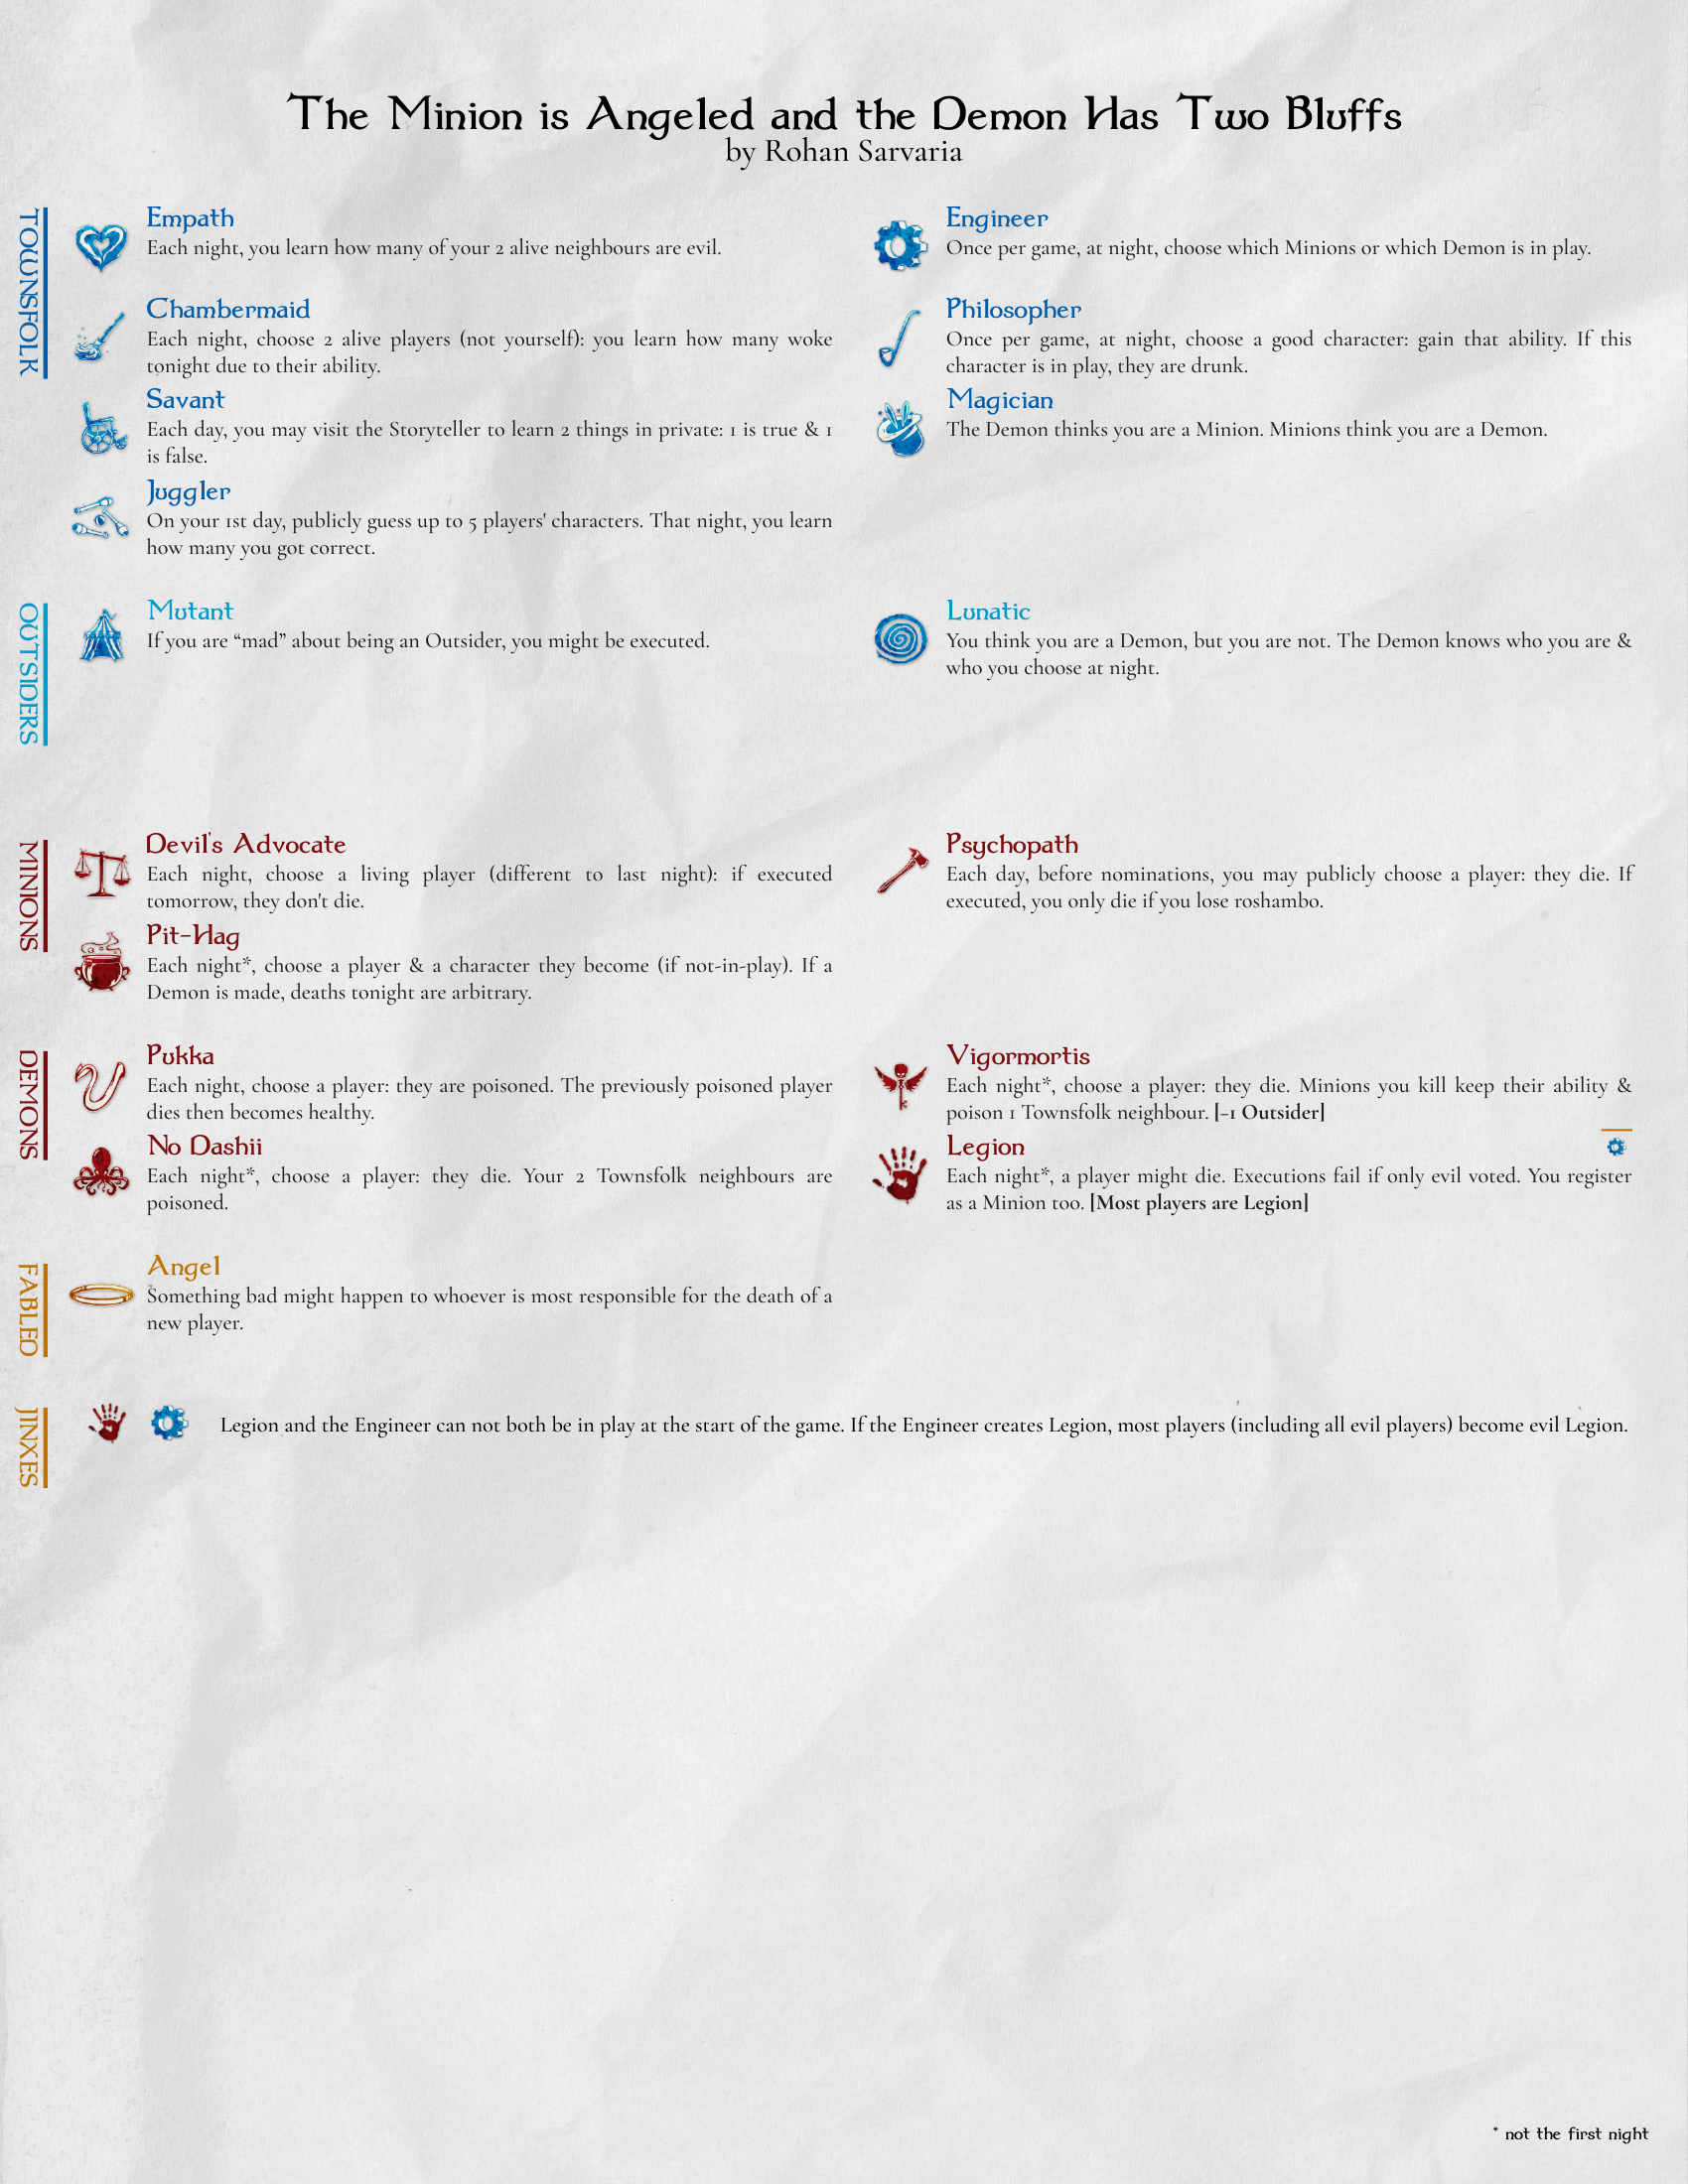 The Minion is Angeled and the Demon Has Two Bluffs
by Rohan Sarvaria
TOWNSFOLK
Empath
Each night, you learn how many of your 2 alive neighbours are evil.
Engineer
Once per game, at night, choose which Minions or which Demon is in play.
Chambermaid
Each night, choose 2 alive players (not yourself): you learn how many woke
tonight due to their ability.
Philosopher
Once per game, at night, choose a good character: gain that ability. If this
character is in play, they are drunk.
Savant
Each day, you may visit the Storyteller to learn 2 things in private: 1 is true & 1
is false.
Magician
The Demon thinks you are a Minion. Minions think you are a Demon.
Juggler
On your 1st day, publicly guess up to 5 players' characters. That night, you learn
how many you got correct.
OUTSIDERS
Mutant
If you are “mad” about being an Outsider, you might be executed.
Lunatic
You think you are a Demon, but you are not. The Demon knows who you are &
who you choose at night.
MINIONS
Devil's Advocate
Each night, choose a living player (different to last night): if executed
tomorrow, they don't die.
Psychopath
Each day, before nominations, you may publicly choose a player: they die. If
executed, you only die if you lose roshambo.
Pit-Hag
Each night*, choose a player & a character they become (if not-in-play). If a
Demon is made, deaths tonight are arbitrary.
DEMONS
Pukka
Each night, choose a player: they are poisoned. The previously poisoned player
dies then becomes healthy.
Vigormortis
Each night*, choose a player: they die. Minions you kill keep their ability &
poison 1 Townsfolk neighbour. [-1 Outsider]
No Dashii
Each night*, choose a player: they die. Your 2 Townsfolk neighbours are
poisoned.
Legion
Each night*, a player might die. Executions fail if only evil voted. You register
as a Minion too. [Most players are Legion]
FABLED
Angel
Something bad might happen to whoever is most responsible for the death of a
new player.
JINXES
Legion and the Engineer can not both be in play at the start of the game. If the Engineer creates Legion, most players (including all evil players) become evil Legion.
* not the first night